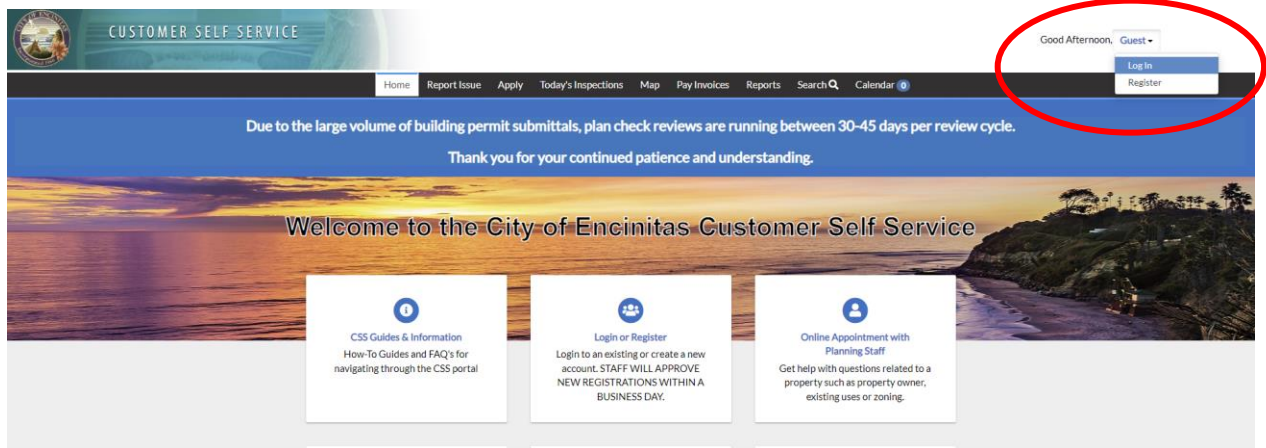 CUSTOMER SELF SERVICE
Good Afternoon, Guest
Log In
Register
Home Report Issue Apply Today's Inspections Map Pay Invoices Reports Search Calendar 0
Due to the large volume of building permit submittals, plan check reviews are running between 30-45 days per review cycle.
Thank you for your continued patience and understanding.
Welcome to the City of Encinitas Customer Self Service
CSS Guides & Information
How-To Guides and FAQ's for
navigating through the CSS portal
Login or Register
Login to an existing or create a new
account. STAFF WILL APPROVE
NEW REGISTRATIONS WITHIN A
BUSINESS DAY.
Online Appointment with
Planning Staff
Get help with questions related to a
property such as property owner,
existing uses or zoning.